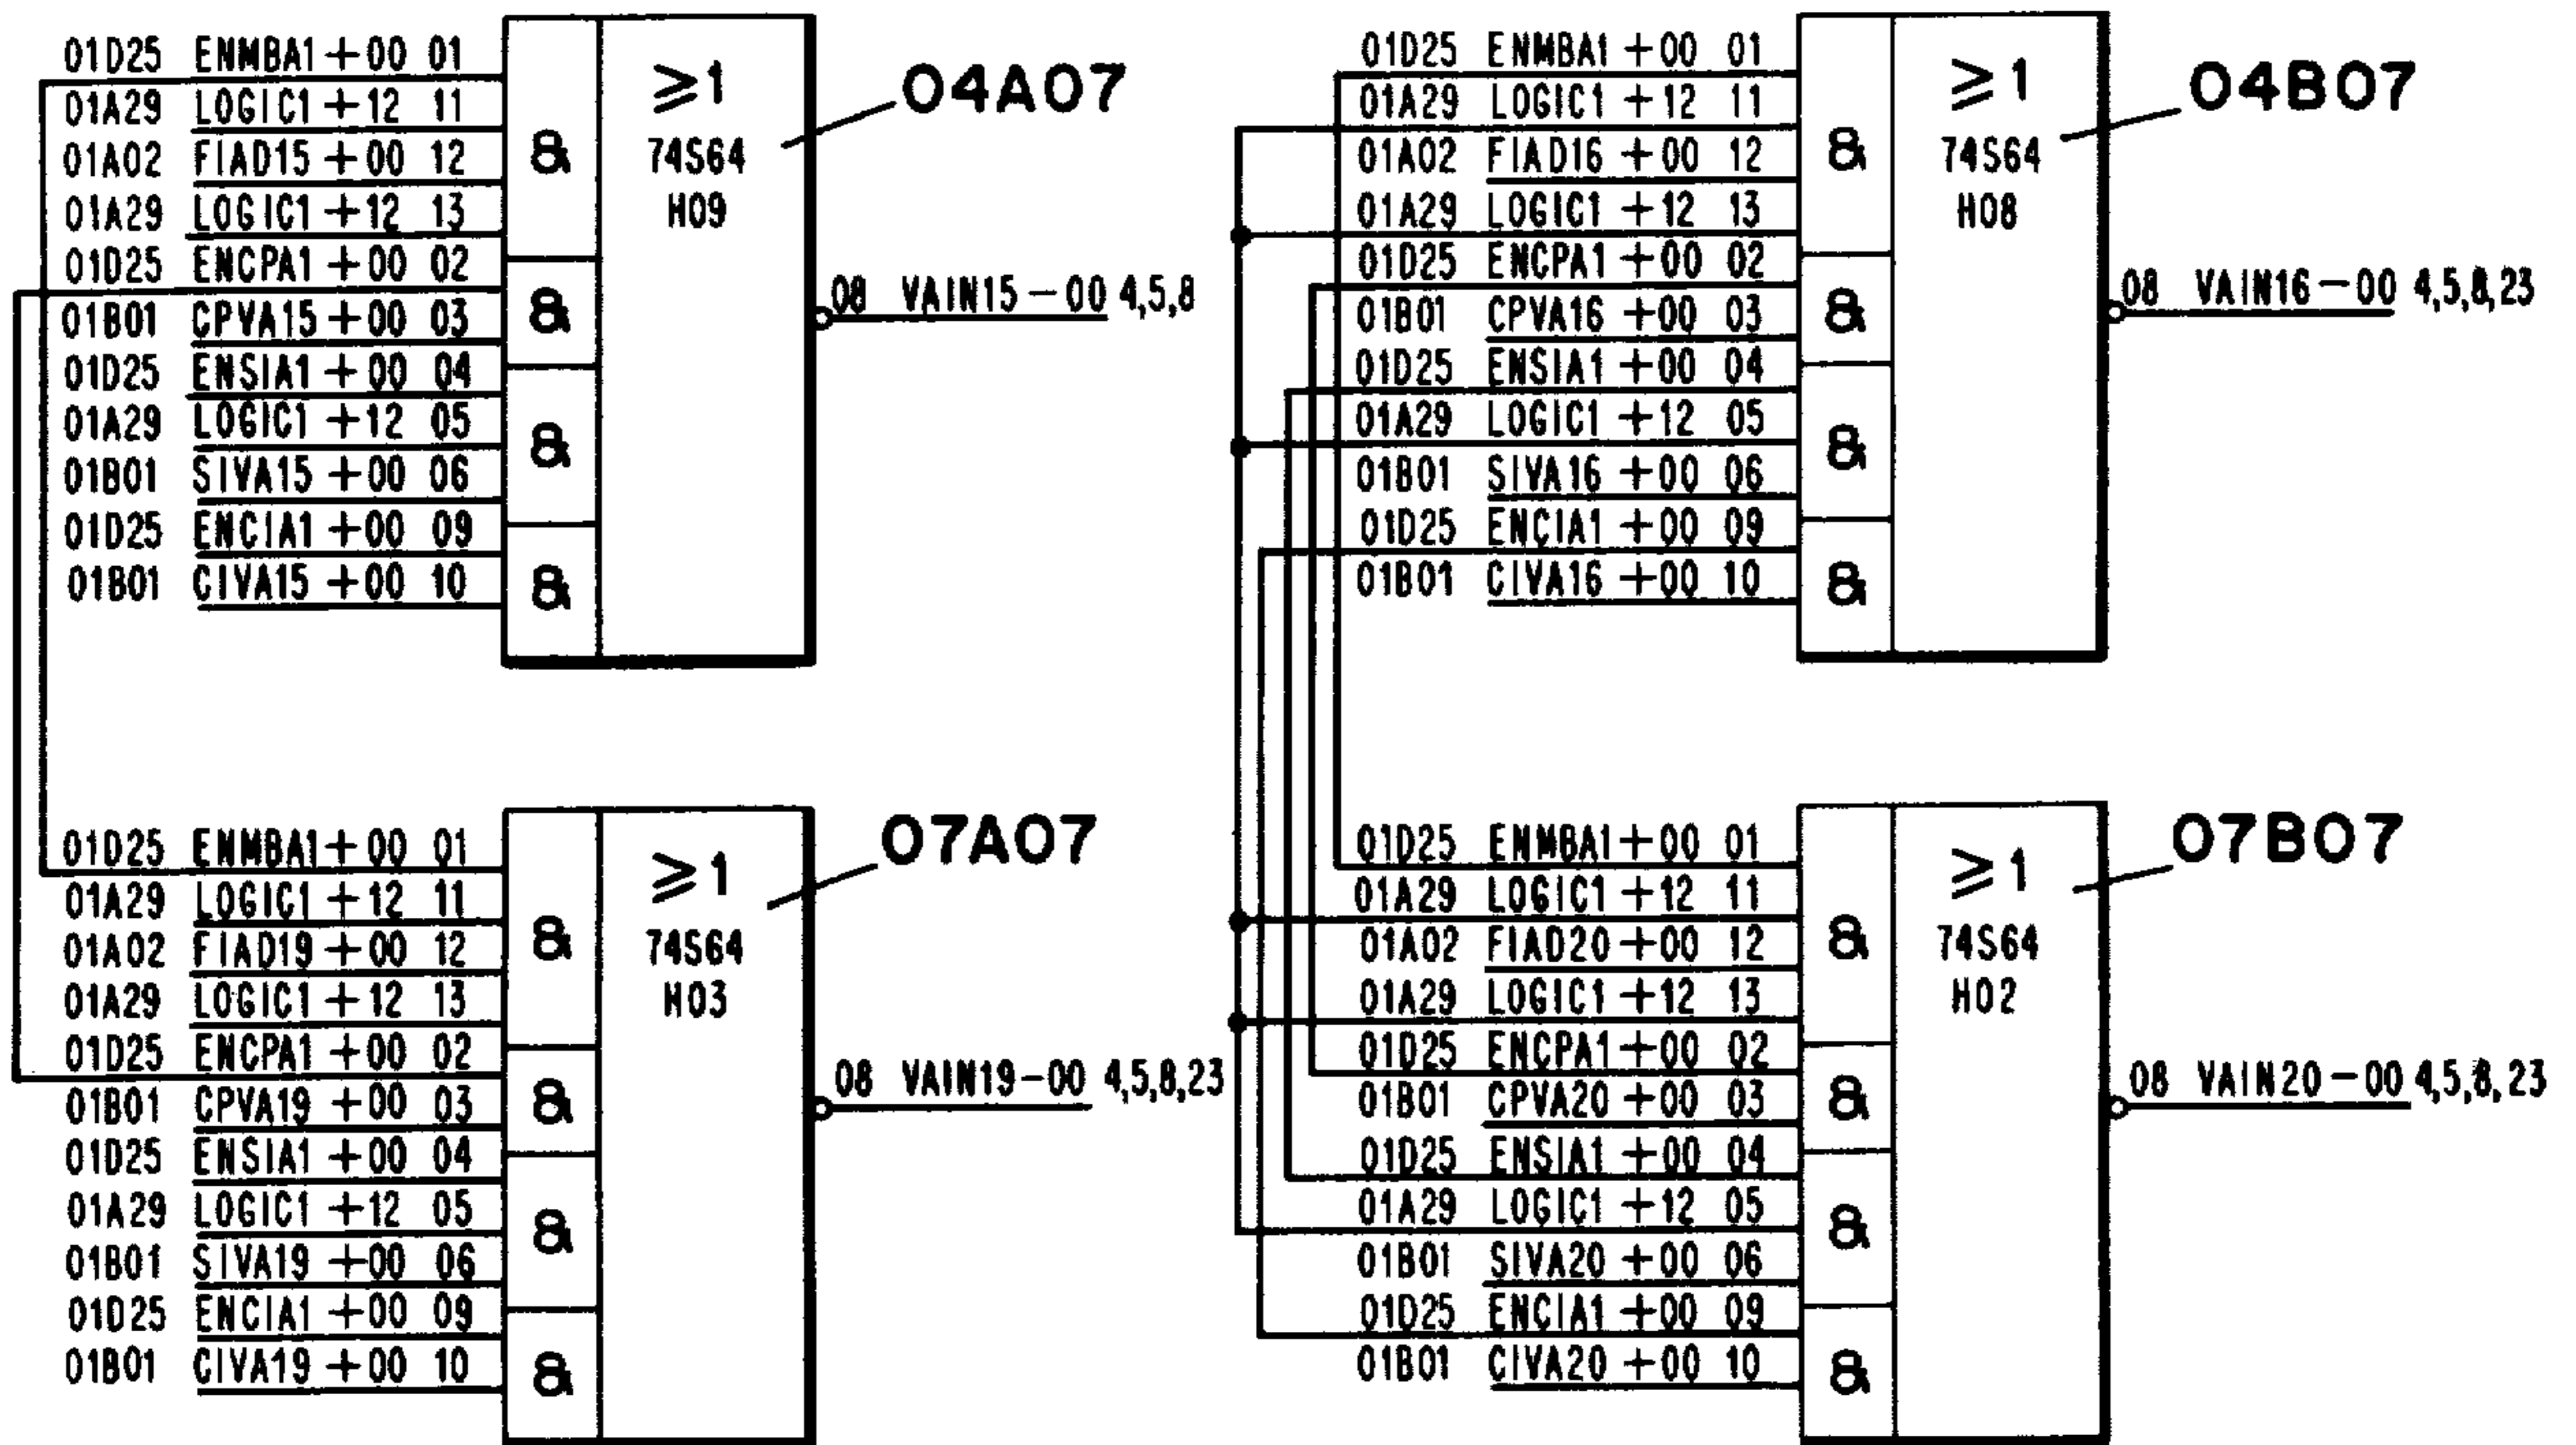 01D25 ENMBA1+00 01
01A29 LOGIC1+12 11
01A02 FIAD15+00 12
01A29 LOGIC1+12 13
01D25 ENCPA1+00 02
01B01 CPVA15+00 03
01D25 ENSIA1+00 04
01A29 LOGIC1+12 05
01B01 SIVA15+00 06
01D25 ENCIA1+00 09
01B01 CIVA15+00 10
&
&
&
&
≥1
74S64
H09
04A07
08 VAIN15-00 4,5,8
01D25 ENMBA1+00 01
01A29 LOGIC1+12 11
01A02 FIAD16+00 12
01A29 LOGIC1+12 13
01D25 ENCPA1+00 02
01B01 CPVA16+00 03
01D25 ENSIA1+00 04
01A29 LOGIC1+12 05
01B01 SIVA16+00 06
01D25 ENCIA1+00 09
01B01 CIVA16+00 10
&
&
&
&
≥1
74S64
H08
04B07
08 VAIN16-00 4,5,8,23
01D25 ENMBA1+00 01
01A29 LOGIC1+12 11
01A02 FIAD19+00 12
01A29 LOGIC1+12 13
01D25 ENCPA1+00 02
01B01 CPVA19+00 03
01D25 ENSIA1+00 04
01A29 LOGIC1+12 05
01B01 SIVA19+00 06
01D25 ENCIA1+00 09
01B01 CIVA19+00 10
&
&
&
&
≥1
74S64
H03
07A07
08 VAIN19-00 4,5,8,23
01D25 ENMBA1+00 01
01A29 LOGIC1+12 11
01A02 FIAD20+00 12
01A29 LOGIC1+12 13
01D25 ENCPA1+00 02
01B01 CPVA20+00 03
01D25 ENSIA1+00 04
01A29 LOGIC1+12 05
01B01 SIVA20+00 06
01D25 ENCIA1+00 09
01B01 CIVA20+00 10
&
&
&
&
≥1
74S64
H02
07B07
08 VAIN20-00 4,5,8,23